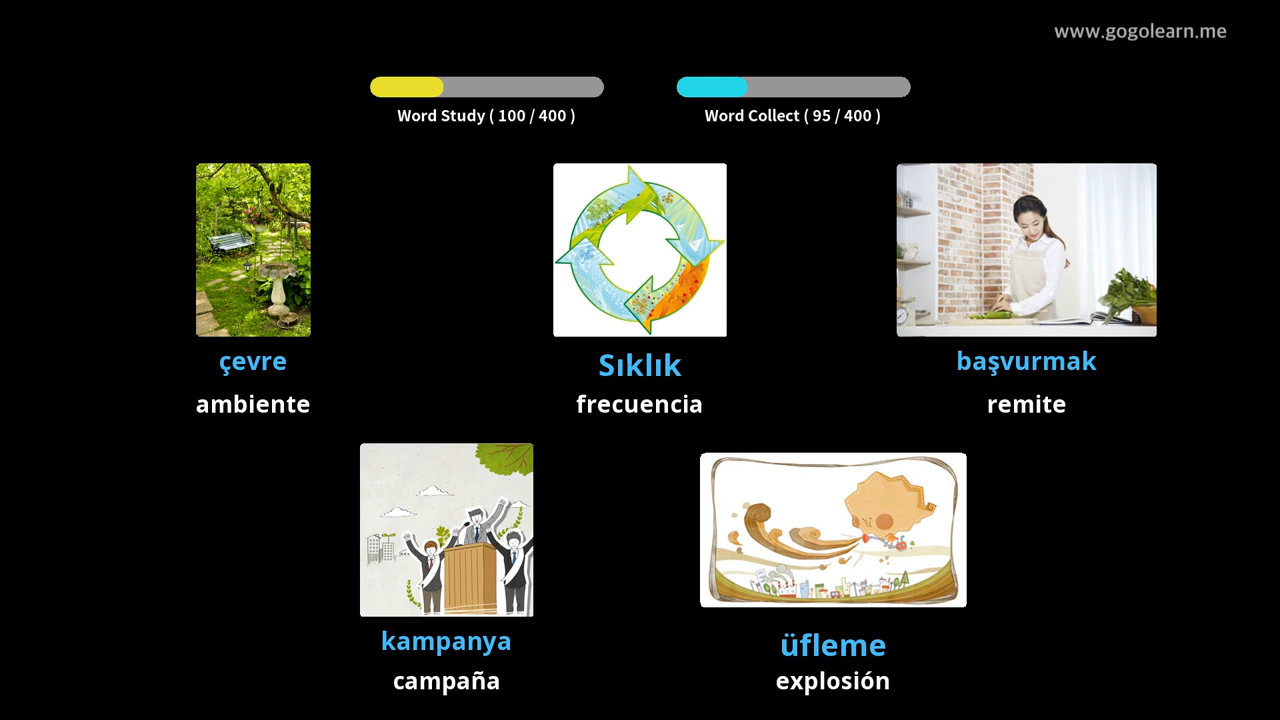 www.gogolearn.me
Word Study ( 100 / 400 )
Word Collect ( 95 / 400 )
çevre
ambiente
Sıklık
frecuencia
başvurmak
remite
kampanya
campaña
üfleme
explosión